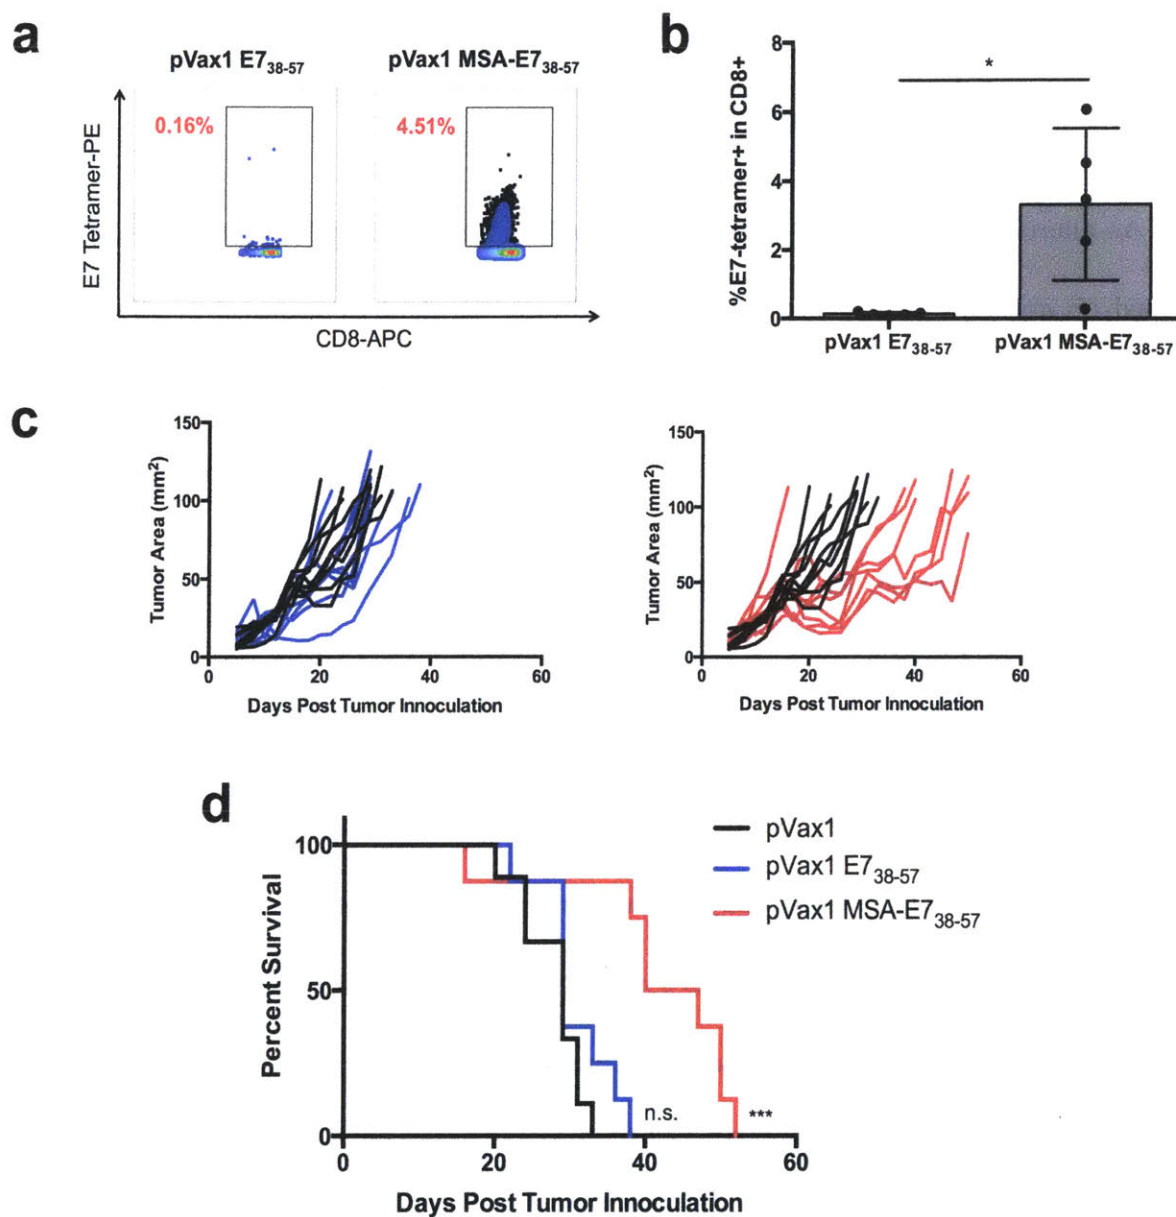 a
pVax1 E7₃₈₋₅₇
pVax1 MSA-E7₃₈₋₅₇
0.16%
4.51%
E7 Tetramer-PE
CD8-APC
b
8
6
4
2
0
*
%E7-tetramer+ in CD8+
pVax1 E7₃₈₋₅₇
pVax1 MSA-E7₃₈₋₅₇
c
150
100
50
0
Tumor Area (mm²)
0 20 40 60
Days Post Tumor Innoculation
150
100
50
0
Tumor Area (mm²)
0 20 40 60
Days Post Tumor Innoculation
d
100
50
0
Percent Survival
pVax1
pVax1 E7₃₈₋₅₇
pVax1 MSA-E7₃₈₋₅₇
n.s.
***
0 20 40 60
Days Post Tumor Innoculation